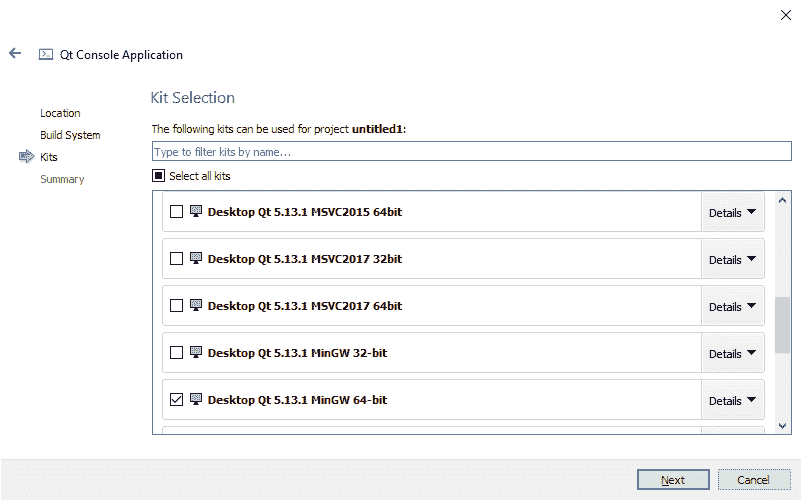 Qt Console Application
Location
Build System
Kits
Summary
Kit Selection
The following kits can be used for project untitled1:
Type to filter kits by name...
Select all kits
Desktop Qt 5.13.1 MSVC2015 64bit Details
Desktop Qt 5.13.1 MSVC2017 32bit Details
Desktop Qt 5.13.1 MSVC2017 64bit Details
Desktop Qt 5.13.1 MinGW 32-bit Details
Desktop Qt 5.13.1 MinGW 64-bit Details
Next Cancel